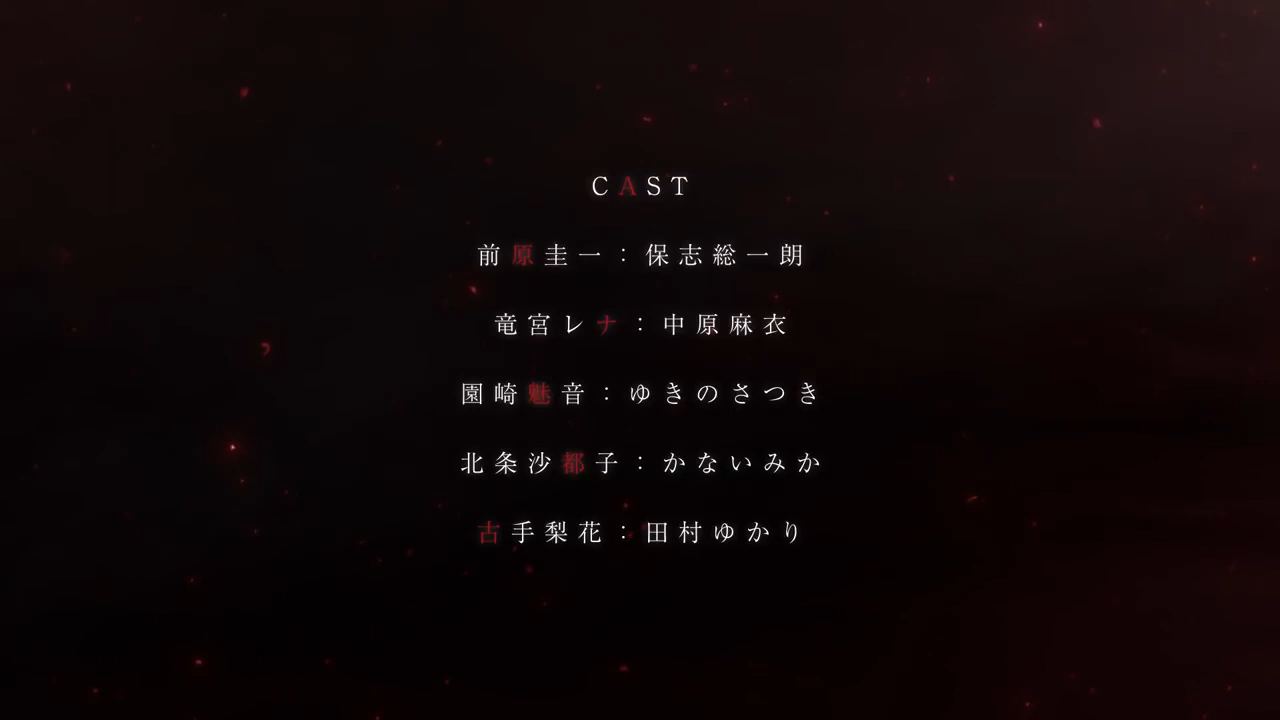 CAST
前原圭一：保志総一朗
竜宮レナ：中原麻衣
園崎魅音：ゆきのさつき
北条沙都子：かないみか
古手梨花：田村ゆかり